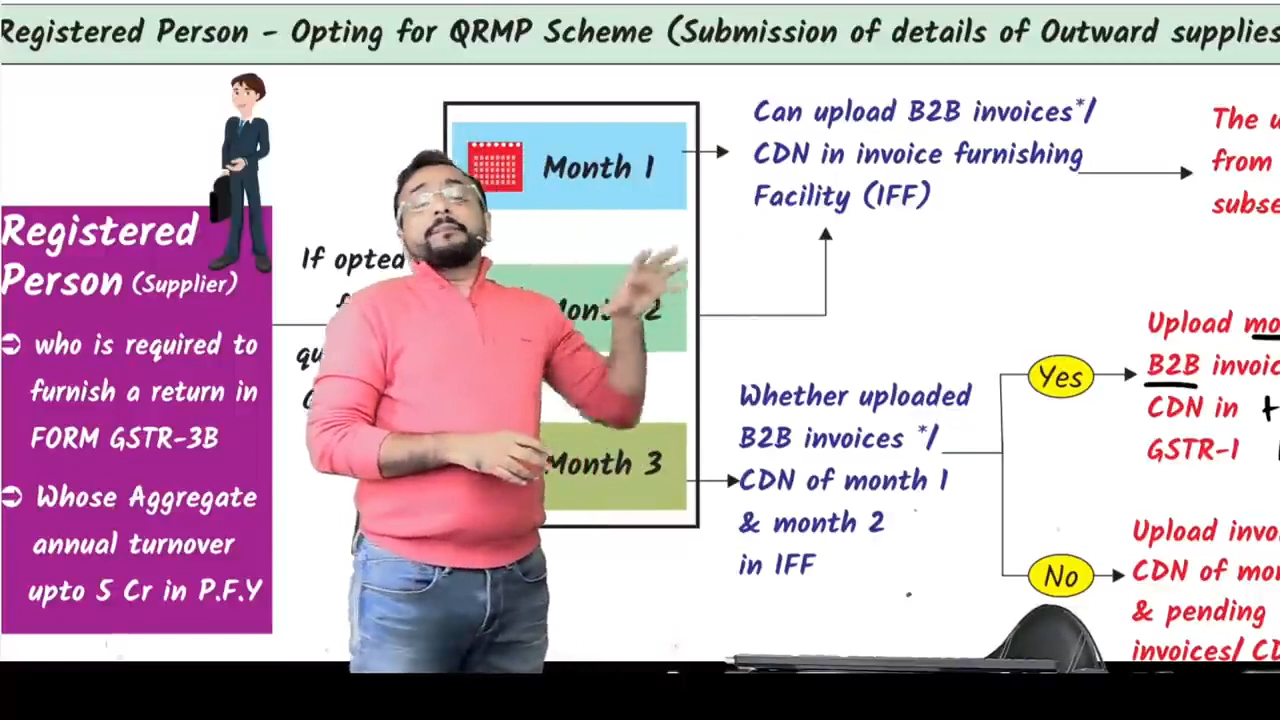 Registered Person - Opting for QRMP Scheme (Submission of details of Outward supplies
Registered
Person (Supplier)
➲ who is required to
furnish a return in
FORM GSTR-3B
➲ Whose Aggregate
annual turnover
upto 5 Cr in P.F.Y
If opted
Month 1
2
Month 3
Can upload B2B invoices*/
CDN in invoice furnishing
Facility (IFF)
Whether uploaded
B2B invoices */
CDN of month 1
& month 2
in IFF
Yes
No
The
from
Upload
B2B
CDN in +
GSTR-1
Upload
CDN of
& pending
invoices/